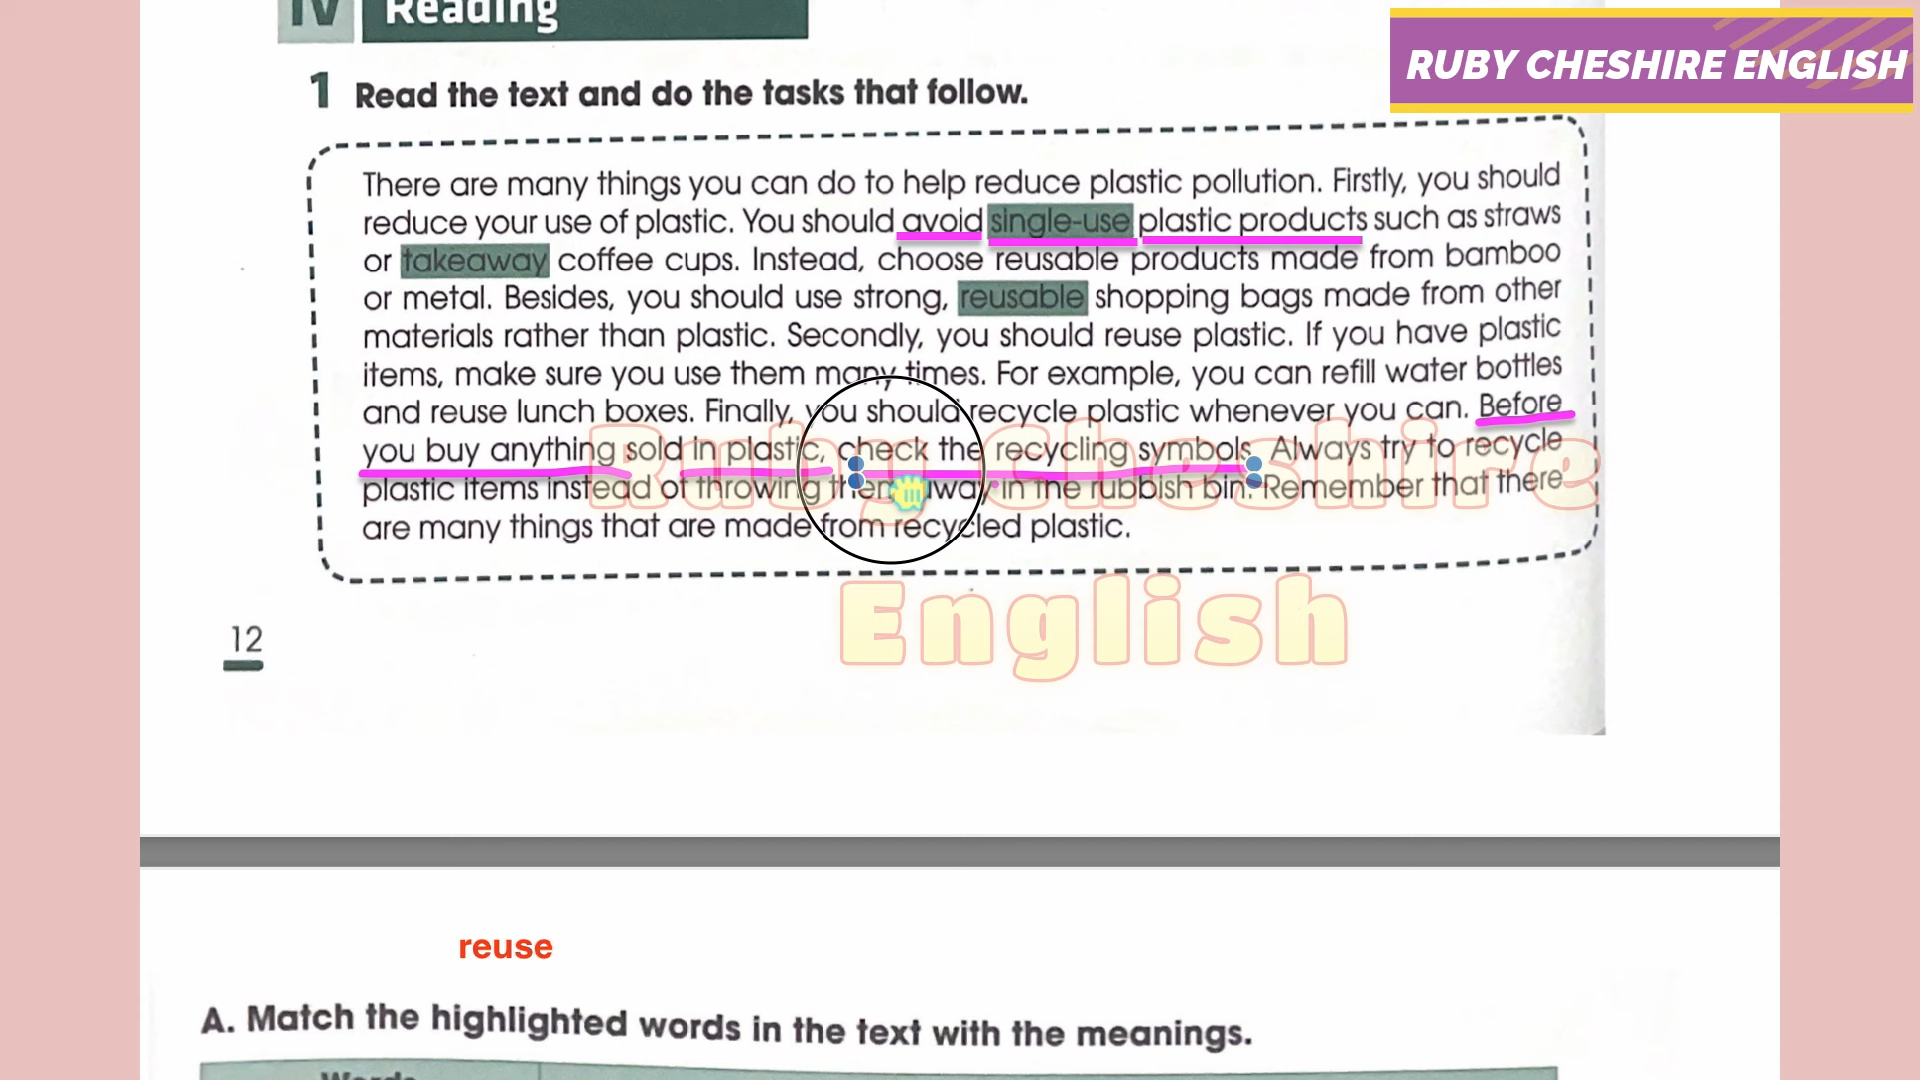 IV Reading
RUBY CHESHIRE ENGLISH
1 Read the text and do the tasks that follow.
There are many things you can do to help reduce plastic pollution. Firstly, you should
reduce your use of plastic. You should avoid single-use plastic products such as straws
or takeaway coffee cups. Instead, choose reusable products made from bamboo
or metal. Besides, you should use strong, reusable shopping bags made from other
materials rather than plastic. Secondly, you should reuse plastic. If you have plastic
items, make sure you use them many times. For example, you can refill water bottles
and reuse lunch boxes. Finally, you should recycle plastic whenever you can. Before
you buy anything sold in plastic, check the recycling symbols. Always try to recycle
plastic items instead of throwing them away in the rubbish bin. Remember that there
are many things that are made from recycled plastic.
Ruby Cheshire
English
12
reuse
A. Match the highlighted words in the text with the meanings.
Words